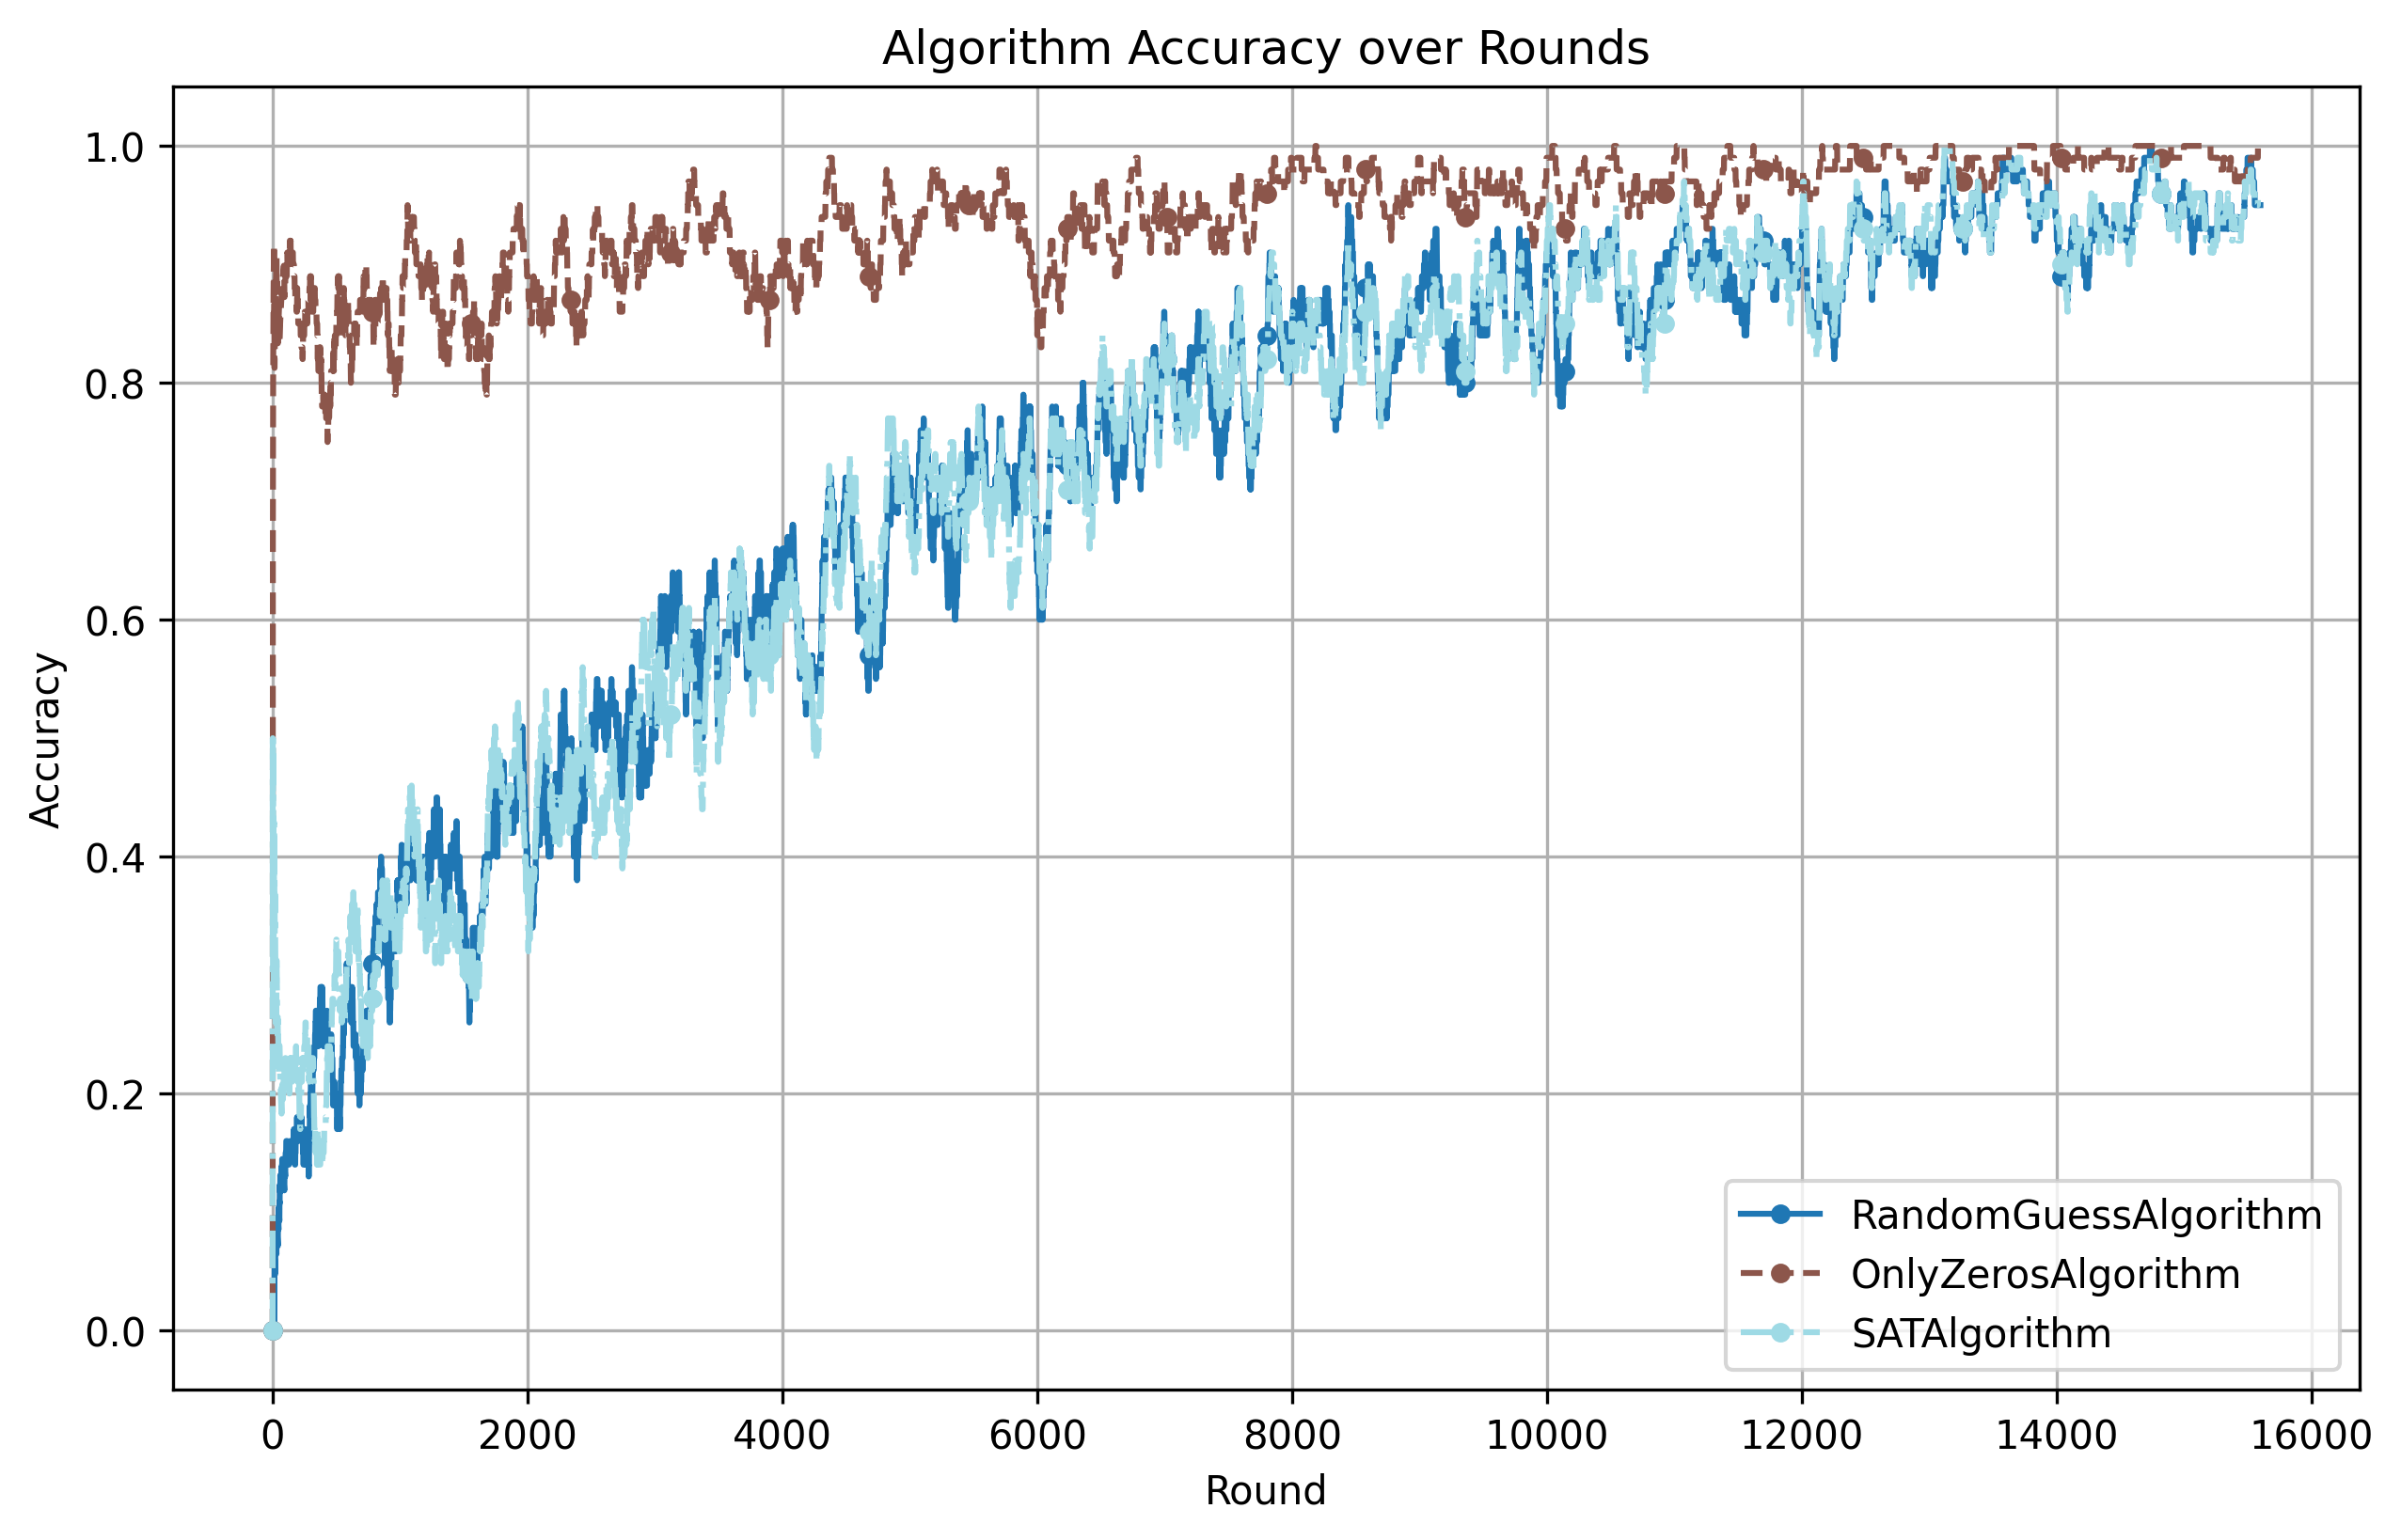 Algorithm Accuracy over Rounds
1.0
0.8
0.6
0.4
0.2
0.0
Accuracy
RandomGuessAlgorithm
OnlyZerosAlgorithm
SATAlgorithm
0 2000 4000 6000 8000 10000 12000 14000 16000
Round